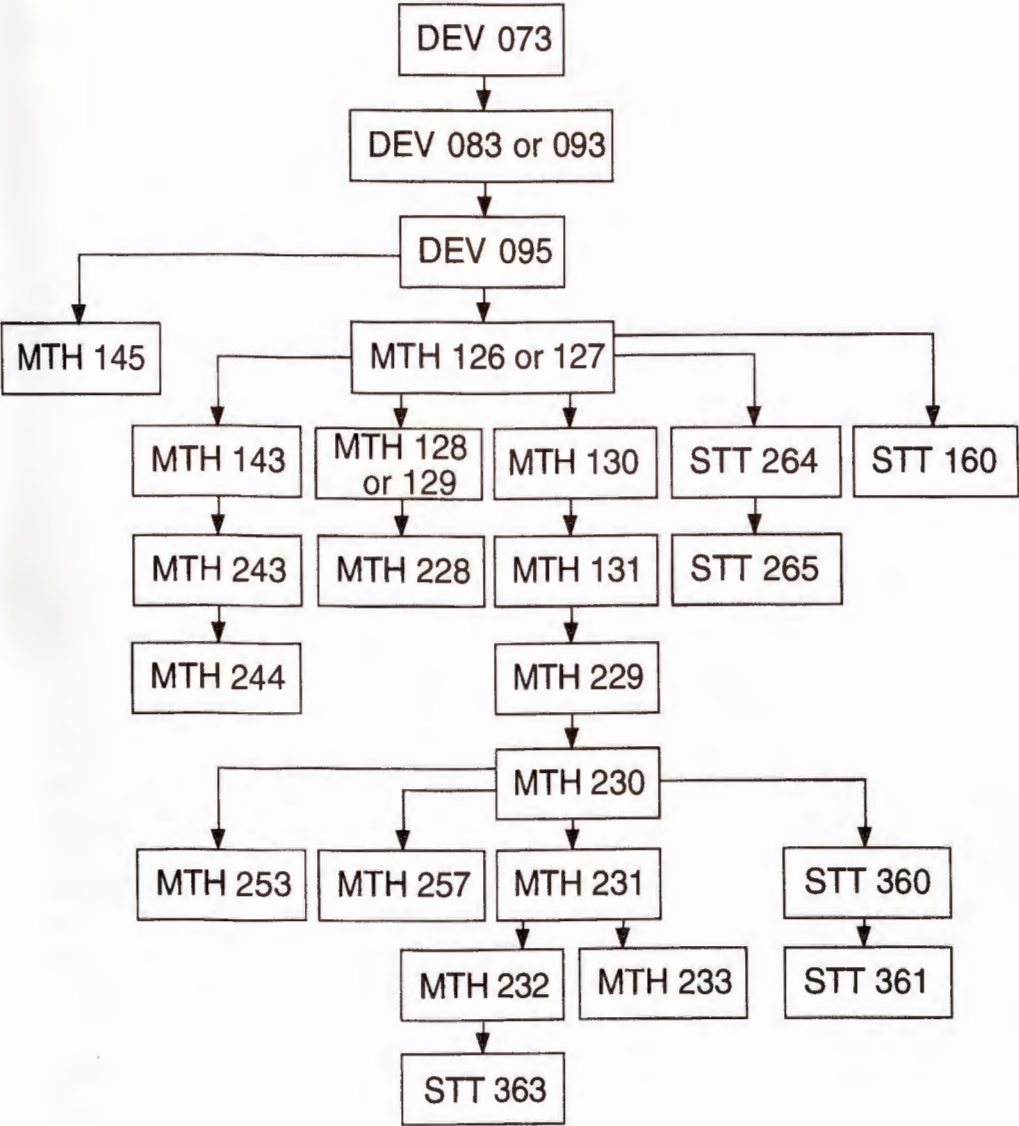 DEV 073
DEV 083 or 093
DEV 095
MTH 145
MTH 126 or 127
MTH 143
MTH 128
or 129
MTH 130
STT 264
STT 160
MTH 243
MTH 228
MTH 131
STT 265
MTH 244
MTH 229
MTH 230
MTH 253
MTH 257
MTH 231
STT 360
MTH 232
MTH 233
STT 361
STT 363